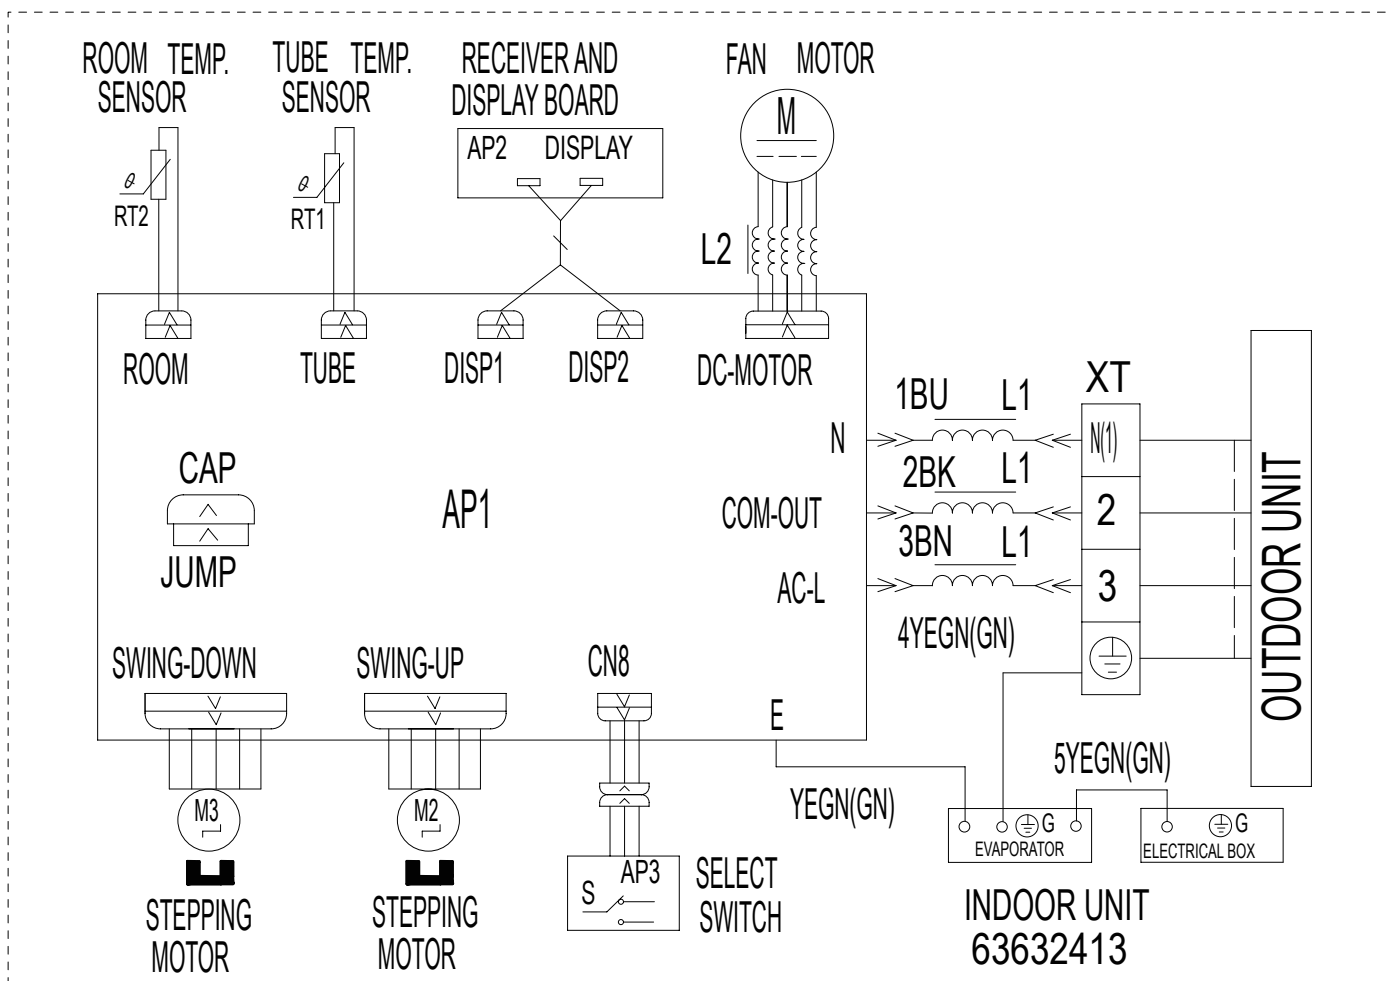 ROOM TEMP.
SENSOR
TUBE TEMP.
SENSOR
RECEIVER AND
DISPLAY BOARD
FAN MOTOR
AP2 DISPLAY
M
θ
RT2
θ
RT1
L2
ROOM
TUBE
DISP1
DISP2
DC-MOTOR
XT
1BU L1
N
N(1)
CAP
JUMP
AP1
2BK L1
COM-OUT
2
3BN L1
AC-L
3
4YEGN(GN)
OUTDOOR UNIT
SWING-DOWN
SWING-UP
CN8
E
5YEGN(GN)
YEGN(GN)
M3
M2
G
EVAPORATOR
G
ELECTRICAL BOX
S AP3
SELECT
SWITCH
STEPPING
MOTOR
STEPPING
MOTOR
INDOOR UNIT
63632413